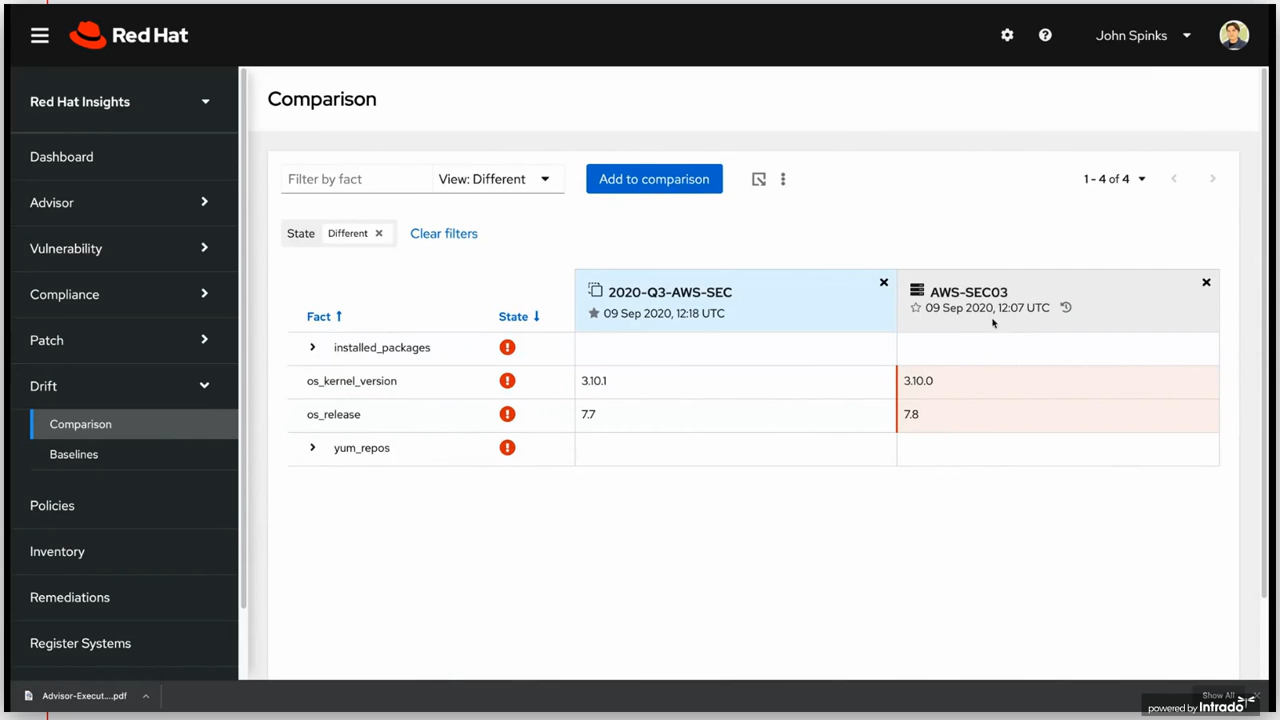 Red Hat
John Spinks
Red Hat Insights
Dashboard
Advisor
Vulnerability
Compliance
Patch
Drift
Comparison
Baselines
Policies
Inventory
Remediations
Register Systems
Comparison
Filter by fact
View: Different
Add to comparison
1 - 4 of 4
State
Different
Clear filters
Fact
State
2020-Q3-AWS-SEC
09 Sep 2020, 12:18 UTC
AWS-SEC03
09 Sep 2020, 12:07 UTC
installed_packages
os_kernel_version 3.10.1 3.10.0
os_release 7.7 7.8
yum_repos
Advisor-Execut....pdf
Show All
powered by Intrado